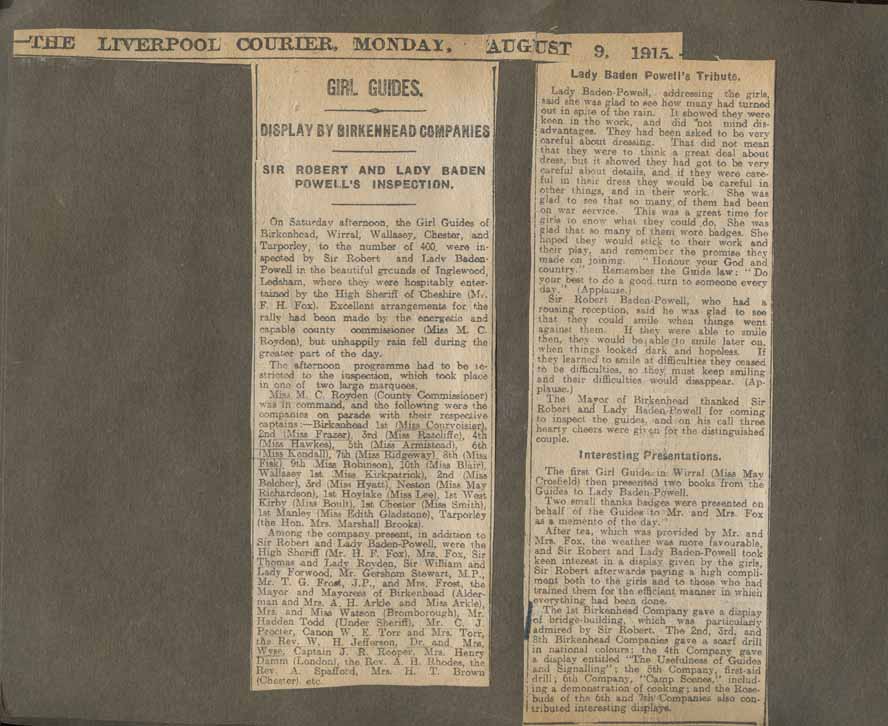 —THE LIVERPOOL COURIER, MONDAY, AUGUST 9, 1915.—
GIRL GUIDES.
DISPLAY BY BIRKENHEAD COMPANIES
SIR ROBERT AND LADY BADEN
POWELL'S INSPECTION.
On Saturday afternoon, the Girl Guides of
Birkenhead, Wirral, Wallasey, Chester, and
Tarporley, to the number of 400, were in-
spected by Sir Robert and Lady Baden-
Powell in the beautiful grounds of Inglewood,
Ledsham, where they were hospitably enter-
tained by the High Sheriff of Cheshire (Mr.
F. H. Fox). Excellent arrangements for the
rally had been made by the energetic and
capable county commissioner (Miss M. C.
Royden), but unhappily rain fell during the
greater part of the day.
The afternoon programme had to be re-
stricted to the inspection, which took place
in one of two large marquees.
Miss M. C. Royden (County Commissioner)
was in command, and the following were the
companies on parade with their respective
captains:—Birkenhead 1st (Miss Courvoisier),
2nd (Miss Frazer), 3rd (Miss Ratcliffe), 4th
(Miss Hawkes), 5th (Miss Armistead), 6th
(Miss Kendall), 7th (Miss Ridgeway), 8th (Miss
Fisk), 9th (Miss Robinson), 10th (Miss Blair),
Wallasey 1st (Miss Kirkpatrick), 2nd (Miss
Belcher), 3rd (Miss Hyatt), Neston (Miss May
Richardson), 1st Hoylake (Miss Lee), 1st West
Kirby (Miss Boult), 1st Chester (Miss Smith),
1st Manley (Miss Edith Gladstone), Tarporley
(the Hon. Mrs. Marshall Brooks).
Among the company present, in addition to
Sir Robert and Lady Baden-Powell, were the
High Sheriff (Mr. H. F. Fox), Mrs. Fox, Sir
Thomas and Lady Royden, Sir William and
Lady Forwood, Mr. Gershom Stewart, M.P.,
Mr. T. G. Frost, J.P., and Mrs. Frost, the
Mayor and Mayoress of Birkenhead (Alder-
man and Mrs. A. H. Arkle and Miss Arkle),
Mrs. and Miss Watson (Bromborough), Mr.
Hadden Todd (Under Sheriff), Mr. C. J.
Procter, Canon W. E. Torr and Mrs. Torr,
the Rev. W. H. Jefferson, Dr. and Mrs.
Wyse, Captain J. R. Rooper, Mrs. Henry
Damm (London), the Rev. A. H. Rhodes, the
Rev. A. Spafford, Mrs. H. T. Brown
(Chester), etc.
Lady Baden Powell's Tribute.
Lady Baden-Powell, addressing the girls,
said she was glad to see how many had turned
out in spite of the rain. It showed they were
keen in the work, and did not mind dis-
advantages. They had been asked to be very
careful about dressing. That did not mean
that they were to think a great deal about
dress, but it showed they had got to be very
careful about details, and if they were care-
ful in their dress they would be careful in
other things, and in their work. She was
glad to see that so many of them had been
on war service. This was a great time for
girls to show what they could do. She was
glad that so many of them wore badges. She
hoped they would stick to their work and
their play, and remember the promise they
made on joining. "Honour your God and
country." Remember the Guide law: "Do
your best to do a good turn to someone every
day." (Applause.)
Sir Robert Baden-Powell, who had a
rousing reception, said he was glad to see
that they could smile when things went
against them. If they were able to smile
then, they would be able to smile later on,
when things looked dark and hopeless. If
they learned to smile at difficulties they ceased
to be difficulties, so they must keep smiling
and their difficulties would disappear. (Ap-
plause.)
The Mayor of Birkenhead thanked Sir
Robert and Lady Baden-Powell for coming
to inspect the guides, and on his call three
hearty cheers were given for the distinguished
couple.
Interesting Presentations.
The first Girl Guide in Wirral (Miss May
Crosfield) then presented two books from the
Guides to Lady Baden-Powell.
Two small thanks badges were presented on
behalf of the Guides to Mr. and Mrs. Fox
as a memento of the day."
After tea, which was provided by Mr. and
Mrs. Fox, the weather was more favourable,
and Sir Robert and Lady Baden-Powell took
keen interest in a display given by the girls,
Sir Robert afterwards paying a high compli-
ment both to the girls and to those who had
trained them for the efficient manner in which
everything had been done.
The 1st Birkenhead Company gave a display
of bridge-building, which was particularly
admired by Sir Robert. The 2nd, 3rd, and
8th Birkenhead Companies gave a scarf drill
in national colours; the 4th Company gave
a display entitled "The Usefulness of Guides
and Signalling"; the 5th Company, first-aid
drill; 6th Company, "Camp Scenes," includ-
ing a demonstration of cooking; and the Rose-
buds of the 6th and 7th Companies also con-
tributed interesting displays.